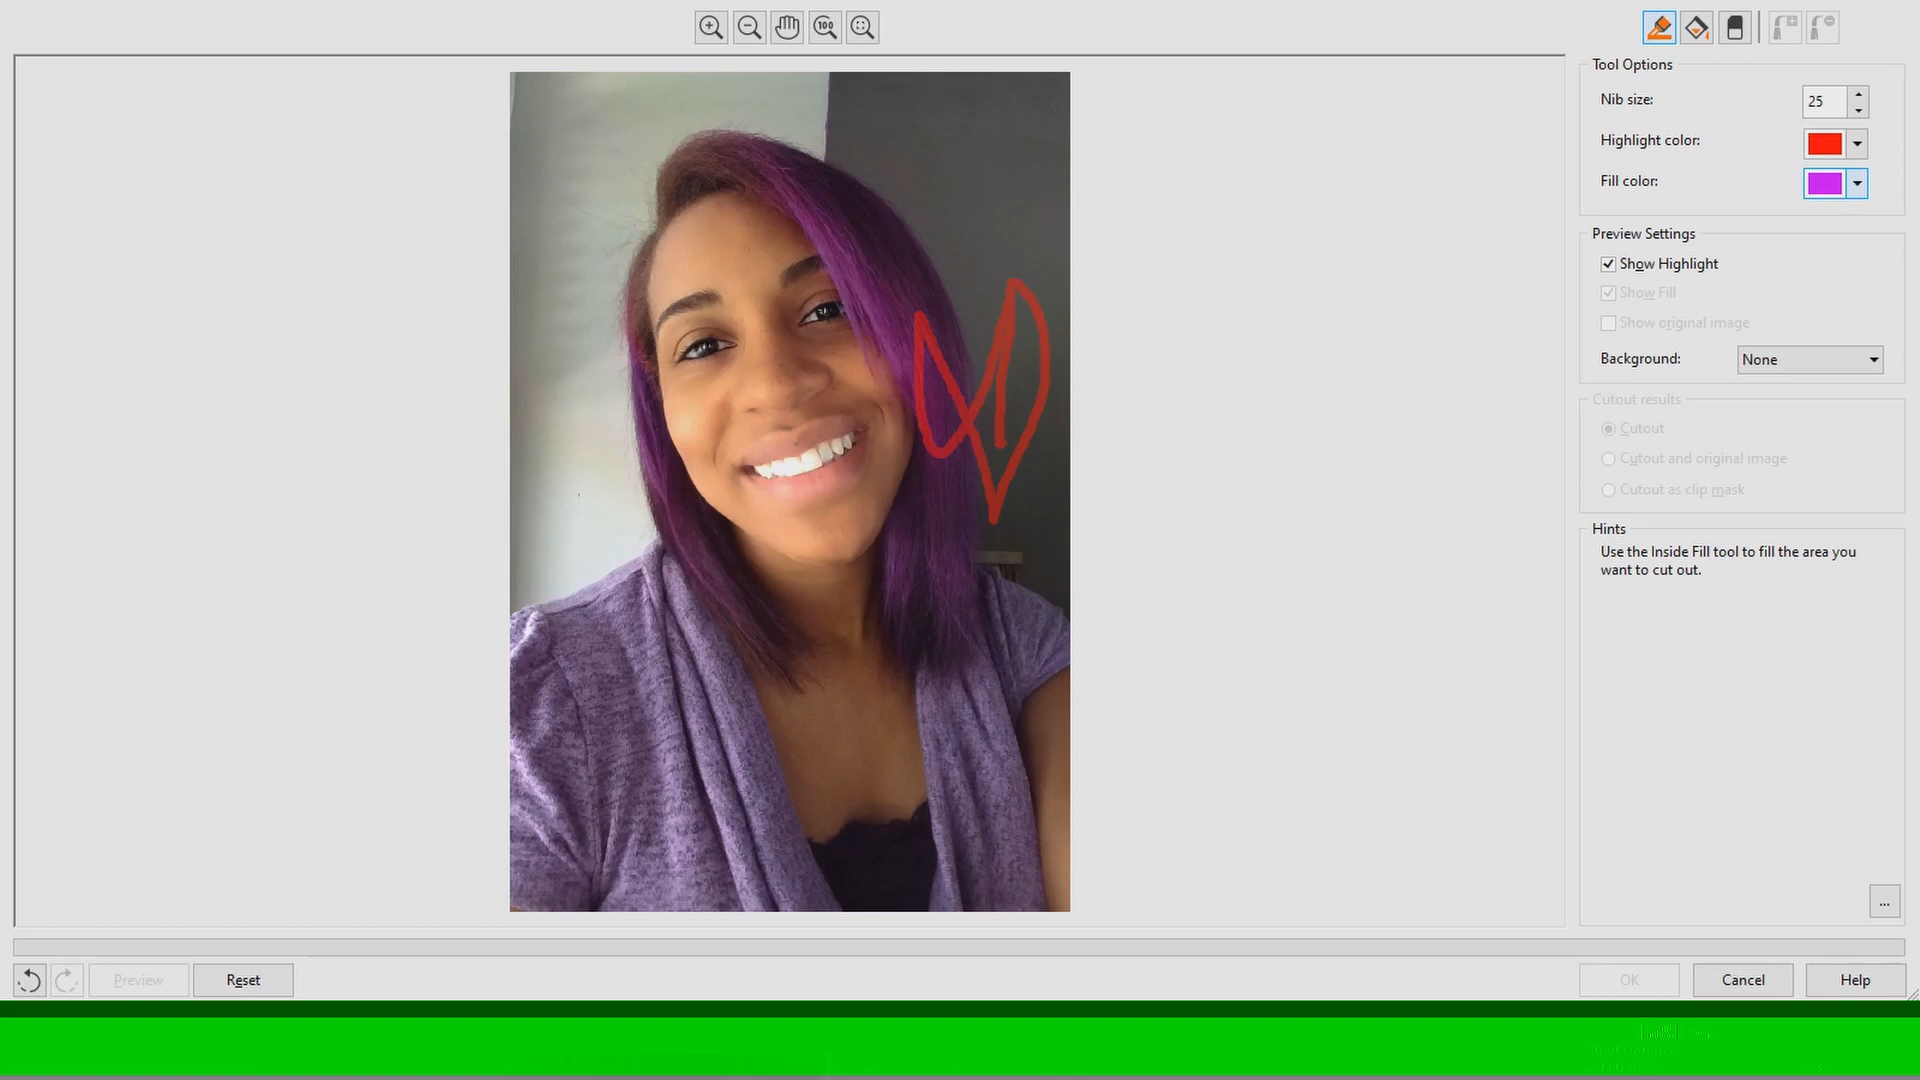 100
Tool Options
Nib size:
25
Highlight color:
Fill color:
Preview Settings
Show Highlight
Show Fill
Show original image
Background:
None
Cutout results
Cutout
Cutout and original image
Cutout as clip mask
Hints
Use the Inside Fill tool to fill the area you
want to cut out.
...
Preview
Reset
OK
Cancel
Help